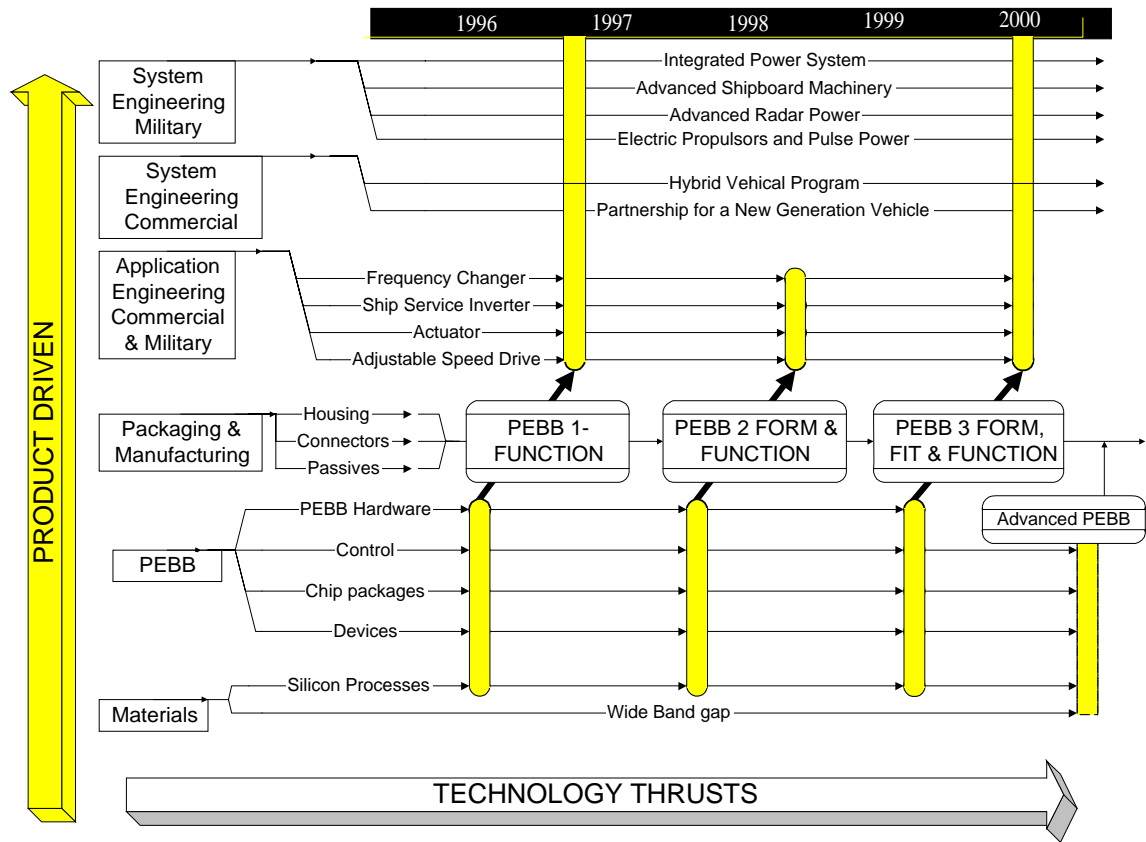 1996 1997 1998 1999 2000
System
Engineering
Military
Integrated Power System
Advanced Shipboard Machinery
Advanced Radar Power
Electric Propulsors and Pulse Power
System
Engineering
Commercial
Hybrid Vehical Program
Partnership for a New Generation Vehicle
Application
Engineering
Commercial
& Military
Frequency Changer
Ship Service Inverter
Actuator
Adjustable Speed Drive
PRODUCT DRIVEN
Packaging &
Manufacturing
Housing
Connectors
Passives
PEBB 1-
FUNCTION
PEBB 2 FORM &
FUNCTION
PEBB 3 FORM,
FIT & FUNCTION
Advanced PEBB
PEBB
PEBB Hardware
Control
Chip packages
Devices
Materials
Silicon Processes
Wide Band gap
TECHNOLOGY THRUSTS